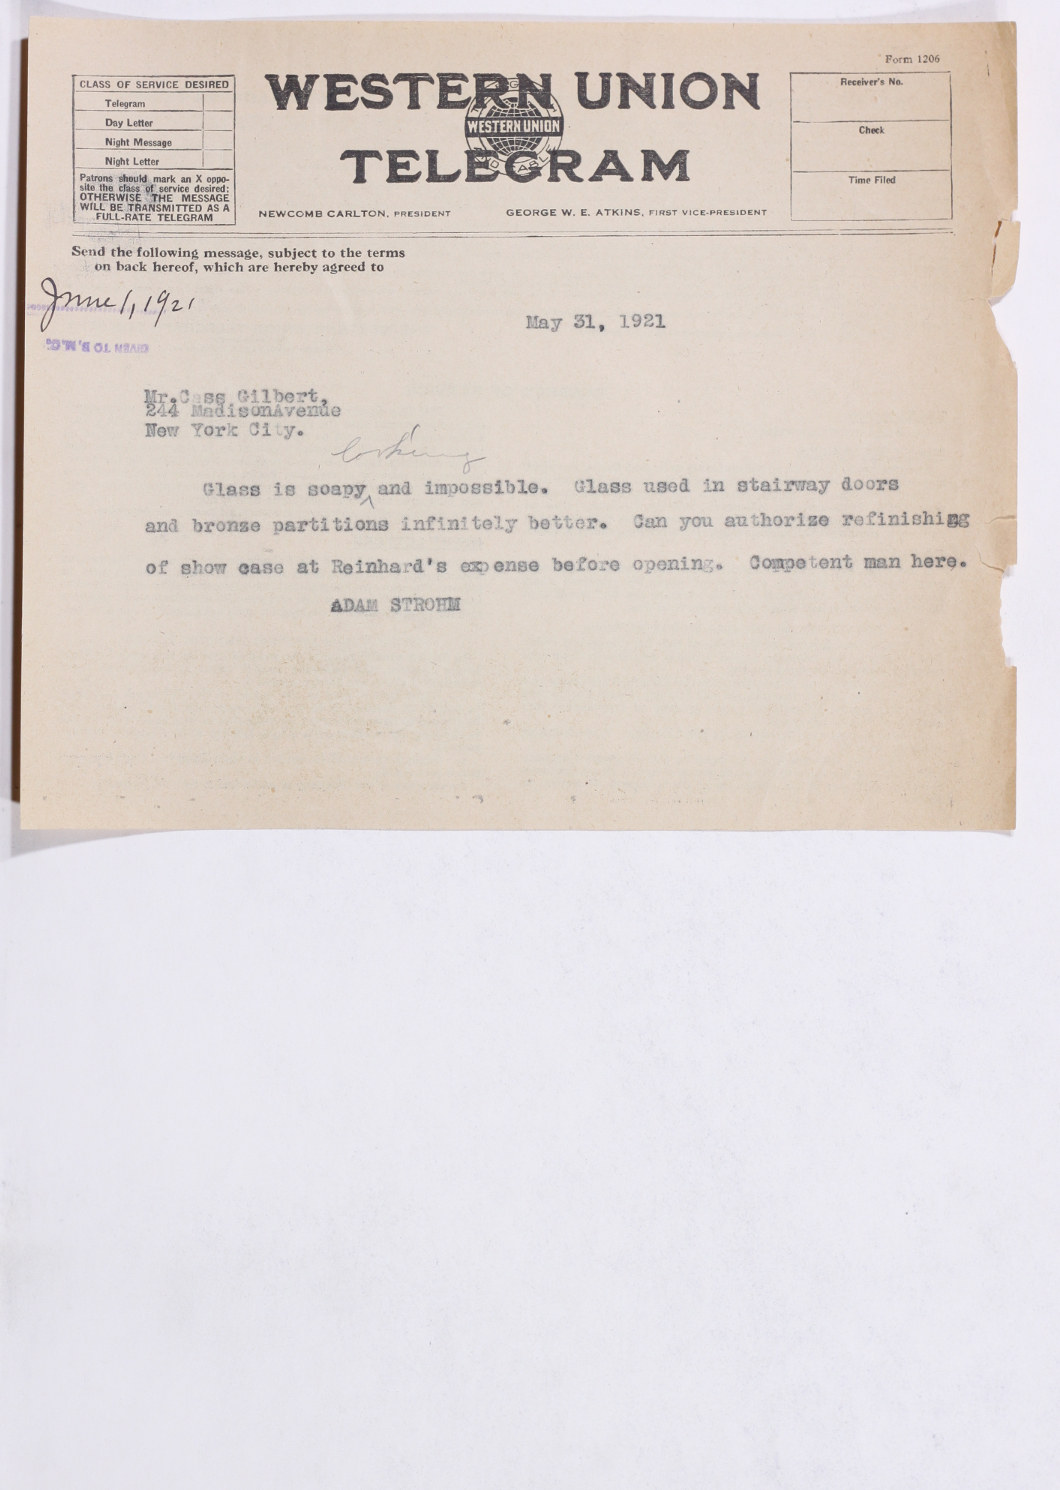 Form 1206
CLASS OF SERVICE DESIRED
Telegram
Day Letter
Night Message
Night Letter
Patrons should mark an X oppo-
site the class of service desired:
OTHERWISE THE MESSAGE
WILL BE TRANSMITTED AS A
FULL-RATE TELEGRAM
WESTERN UNION
WESTERN UNION
TELEGRAM
NEWCOMB CARLTON, PRESIDENT GEORGE W. E. ATKINS, FIRST VICE-PRESIDENT
Receiver's No.
Check
Time Filed
Send the following message, subject to the terms
on back hereof, which are hereby agreed to
June 1, 1921
GIVEN TO B.M.G.
May 31, 1921
Mr.Cass Gilbert,
244 MadisonAvenue
New York City.
looking
Glass is soapy and impossible. Glass used in stairway doors
and bronze partitions infinitely better. Can you authorize refinishing
of show case at Reinhard's expense before opening. Competent man here.
ADAM STROHM